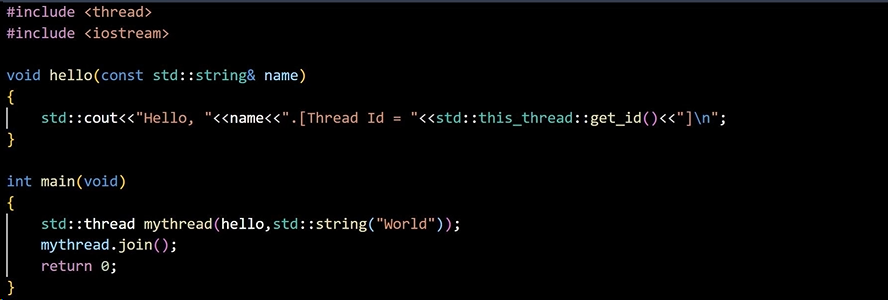 #include <thread>
#include <iostream>
void hello(const std::string& name)
{
    std::cout<<"Hello, "<<name<<".[Thread Id = "<<std::this_thread::get_id()<<"]\n";
}
int main(void)
{
    std::thread mythread(hello,std::string("World"));
    mythread.join();
    return 0;
}